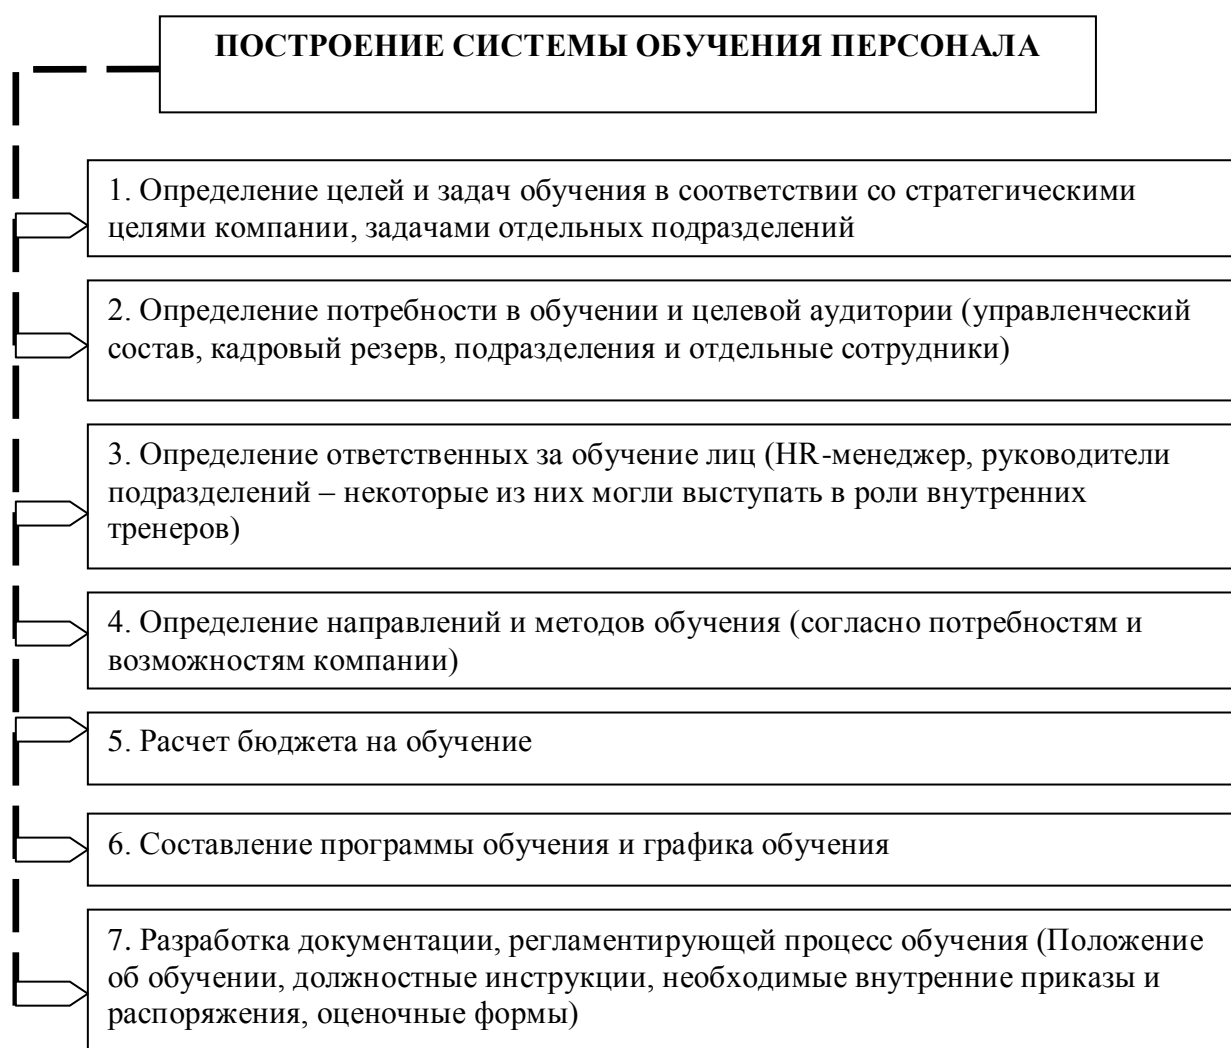 ПОСТРОЕНИЕ СИСТЕМЫ ОБУЧЕНИЯ ПЕРСОНАЛА
1. Определение целей и задач обучения в соответствии со стратегическими
целями компании, задачами отдельных подразделений
2. Определение потребности в обучении и целевой аудитории (управленческий
состав, кадровый резерв, подразделения и отдельные сотрудники)
3. Определение ответственных за обучение лиц (HR-менеджер, руководители
подразделений – некоторые из них могли выступать в роли внутренних
тренеров)
4. Определение направлений и методов обучения (согласно потребностям и
возможностям компании)
5. Расчет бюджета на обучение
6. Составление программы обучения и графика обучения
7. Разработка документации, регламентирующей процесс обучения (Положение
об обучении, должностные инструкции, необходимые внутренние приказы и
распоряжения, оценочные формы)